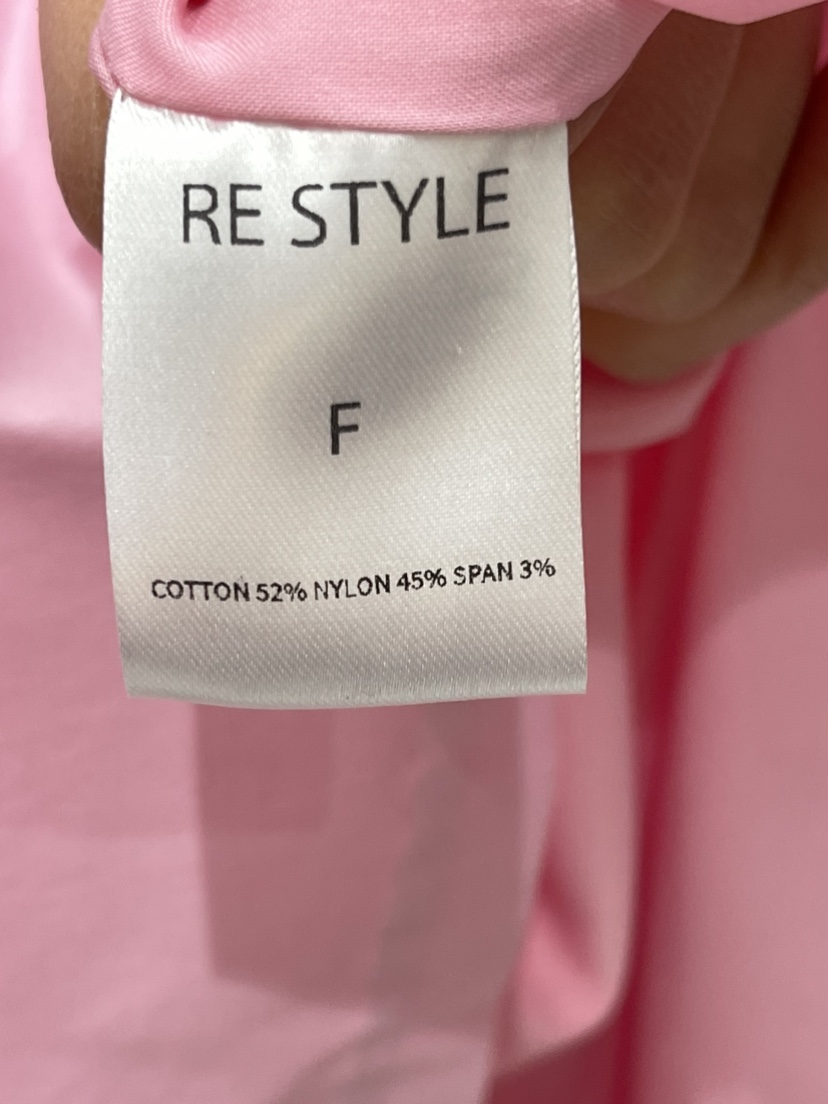 RE STYLE
F
COTTON 52% NYLON 45% SPAN 3%